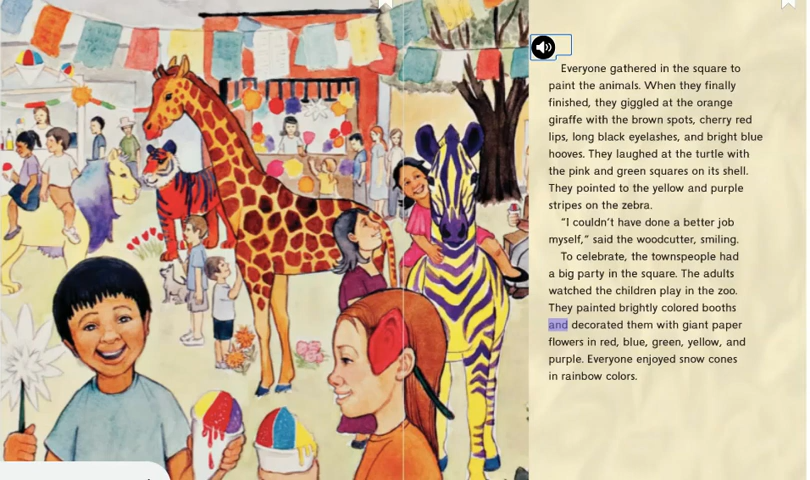 Everyone gathered in the square to
paint the animals. When they finally
finished, they giggled at the orange
giraffe with the brown spots, cherry red
lips, long black eyelashes, and bright blue
hooves. They laughed at the turtle with
the pink and green squares on its shell.
They pointed to the yellow and purple
stripes on the zebra.
“I couldn’t have done a better job
myself,” said the woodcutter, smiling.
To celebrate, the townspeople had
a big party in the square. The adults
watched the children play in the zoo.
They painted brightly colored booths
and decorated them with giant paper
flowers in red, blue, green, yellow, and
purple. Everyone enjoyed snow cones
in rainbow colors.